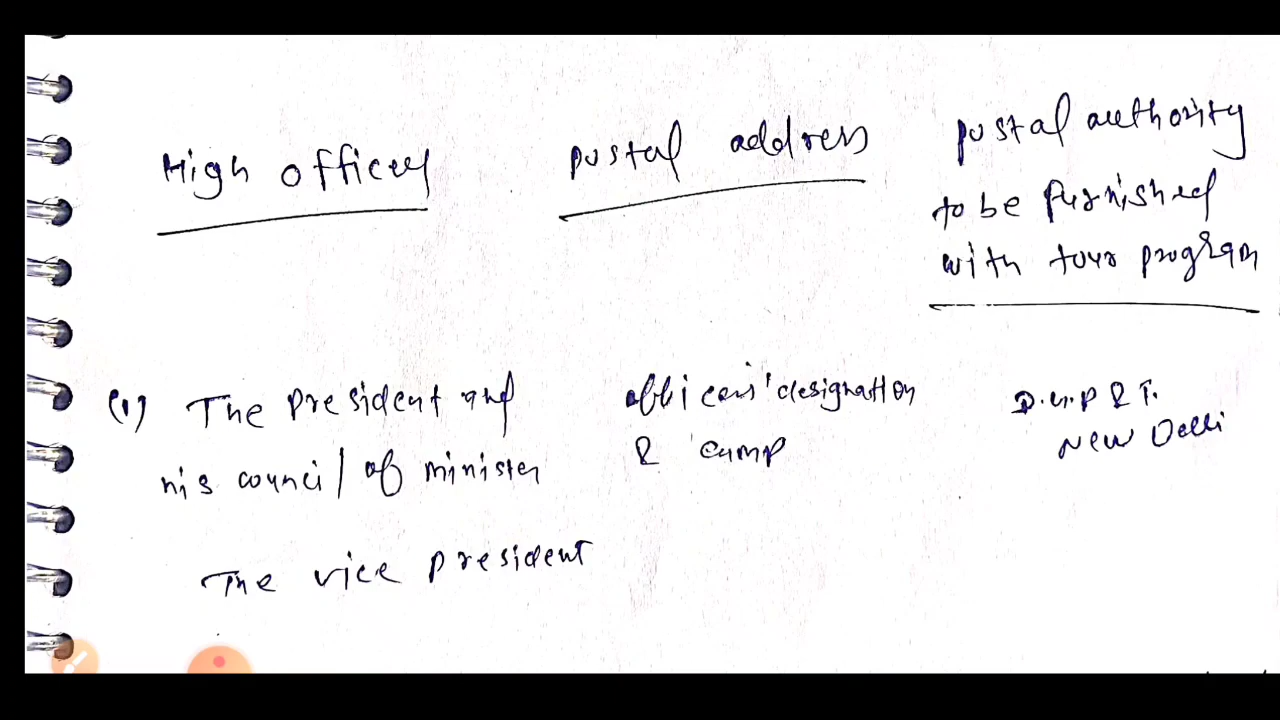 High officer
postal address
postal authority
to be furnished
with tour program
(1) The president and
his council of minister
The vice president
officers' designation
& camp
D.G.P & T.
New Delhi